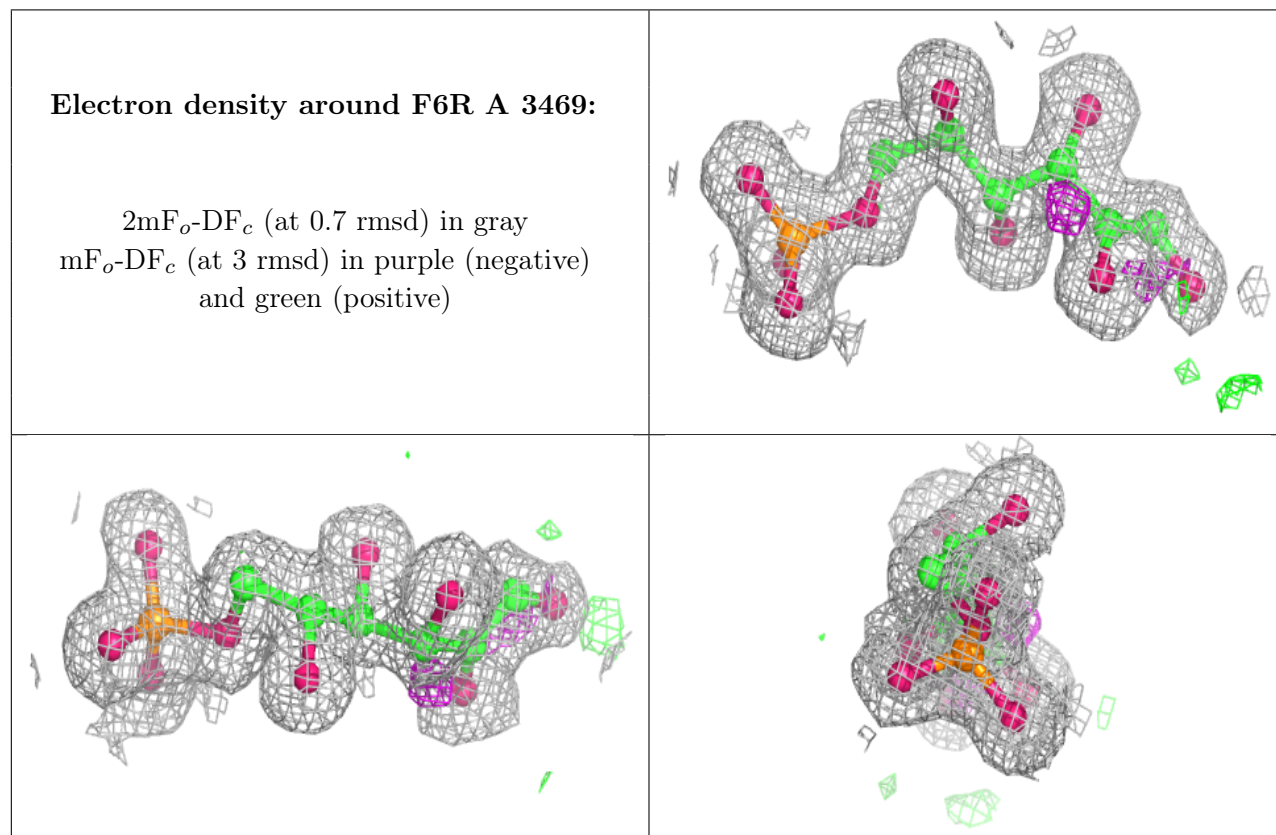 Electron density around F6R A 3469:
2mFo-DFc (at 0.7 rmsd) in gray
mFo-DFc (at 3 rmsd) in purple (negative)
and green (positive)